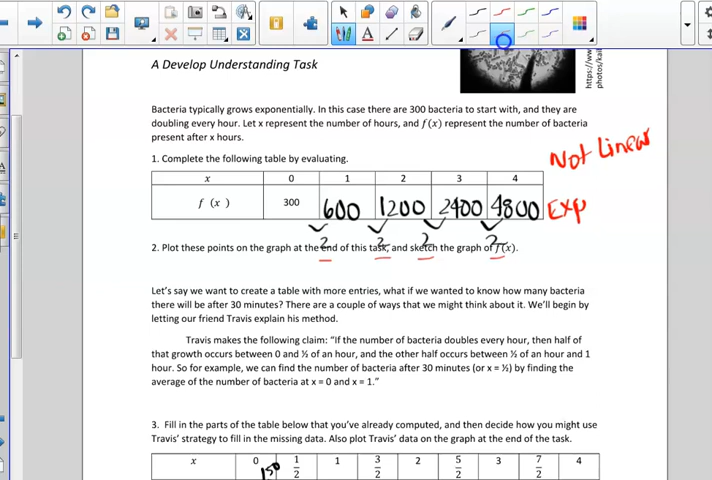 A Develop Understanding Task
https://ww
photos/kait
Bacteria typically grows exponentially. In this case there are 300 bacteria to start with, and they are
doubling every hour. Let x represent the number of hours, and f(x) represent the number of bacteria
present after x hours.
Not Linear
1. Complete the following table by evaluating.
x 0 1 2 3 4
f (x) 300 600 1200 2400 4800 Exp
2 2 2 2
2. Plot these points on the graph at the end of this task, and sketch the graph of f(x).
Let's say we want to create a table with more entries, what if we wanted to know how many bacteria
there will be after 30 minutes? There are a couple of ways that we might think about it. We'll begin by
letting our friend Travis explain his method.
Travis makes the following claim: "If the number of bacteria doubles every hour, then half of
that growth occurs between 0 and ½ of an hour, and the other half occurs between ½ of an hour and 1
hour. So for example, we can find the number of bacteria after 30 minutes (or x = ½) by finding the
average of the number of bacteria at x = 0 and x = 1."
3. Fill in the parts of the table below that you've already computed, and then decide how you might use
Travis' strategy to fill in the missing data. Also plot Travis' data on the graph at the end of the task.
x 0 1/2 1 3/2 2 5/2 3 7/2 4
150